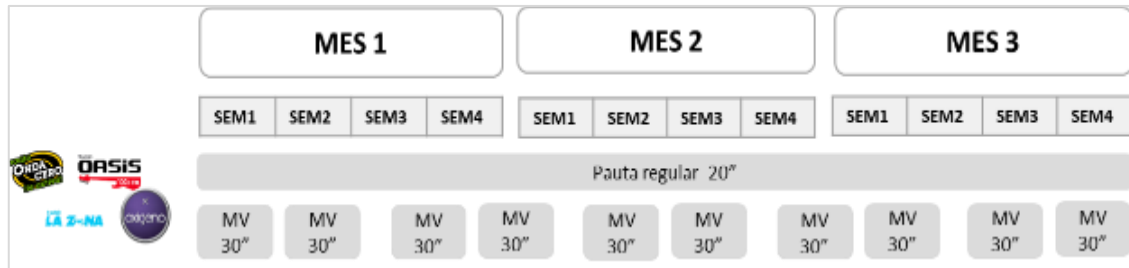 MES 1 MES 2 MES 3
SEM1 SEM2 SEM3 SEM4 SEM1 SEM2 SEM3 SEM4 SEM1 SEM2 SEM3 SEM4
ONDA CERO OASIS
Pauta regular 20"
LA ZONA oxígeno
MV MV MV MV MV MV MV MV MV MV
30" 30" 30" 30" 30" 30" 30" 30" 30" 30"